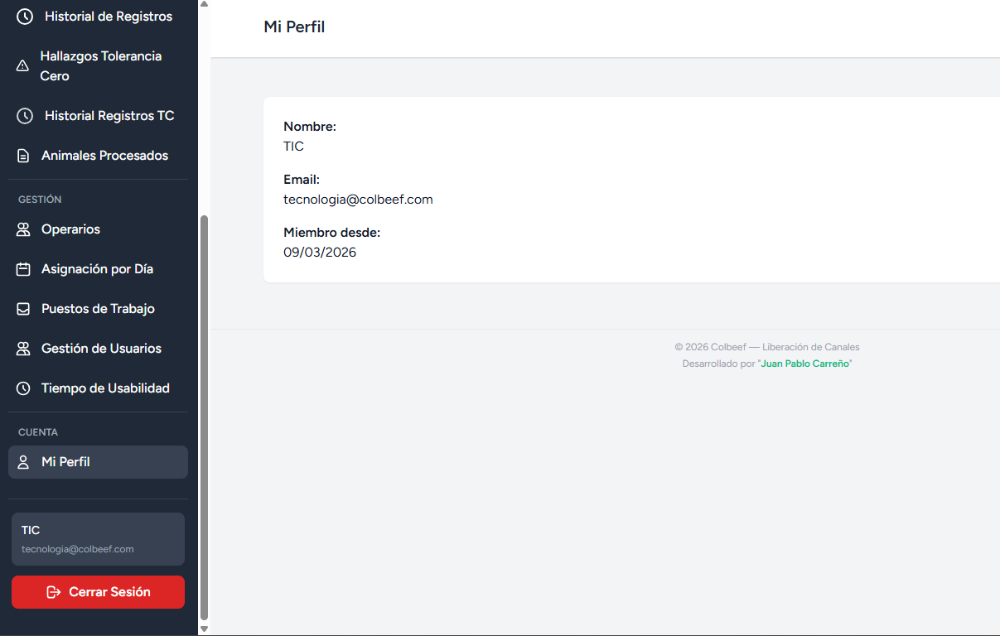 Historial de Registros
Hallazgos Tolerancia
Cero
Historial Registros TC
Animales Procesados
GESTIÓN
Operarios
Asignación por Día
Puestos de Trabajo
Gestión de Usuarios
Tiempo de Usabilidad
CUENTA
Mi Perfil
TIC
tecnologia@colbeef.com
Cerrar Sesión
Mi Perfil
Nombre:
TIC
Email:
tecnologia@colbeef.com
Miembro desde:
09/03/2026
© 2026 Colbeef — Liberación de Canales
Desarrollado por "Juan Pablo Carreño"